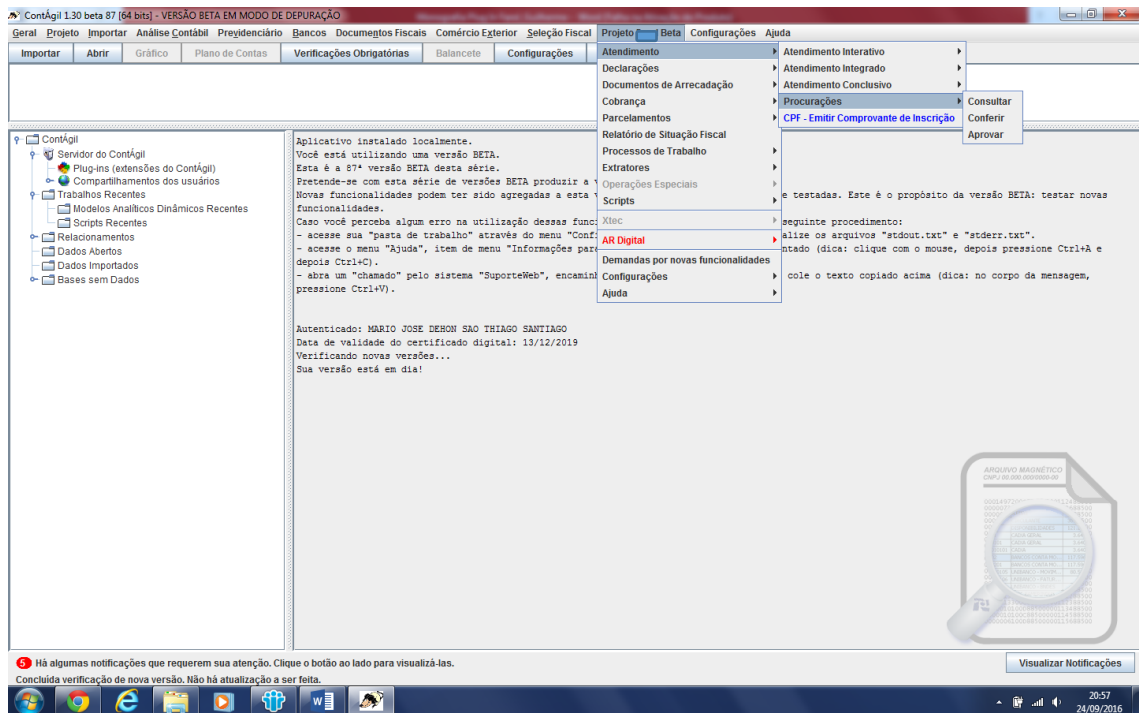 ContÁgil 1.30 beta 87 [64 bits] - VERSÃO BETA EM MODO DE DEPURAÇÃO
Geral Projeto Importar Análise Contábil Previdenciário Bancos Documentos Fiscais Comércio Exterior Seleção Fiscal Projeto Beta Configurações Ajuda
Importar Abrir Gráfico Plano de Contas Verificações Obrigatórias Balancete Configurações
Atendimento
Declarações
Documentos de Arrecadação
Cobrança
Parcelamentos
Relatório de Situação Fiscal
Processos de Trabalho
Extratores
Operações Especiais
Scripts
Xtec
AR Digital
Demandas por novas funcionalidades
Configurações
Ajuda
Atendimento Interativo
Atendimento Integrado
Atendimento Conclusivo
Procurações
CPF - Emitir Comprovante de Inscrição
Consultar
Conferir
Aprovar
ContÁgil
Servidor do ContÁgil
Plug-ins (extensões do ContÁgil)
Compartilhamentos dos usuários
Trabalhos Recentes
Modelos Analíticos Dinâmicos Recentes
Scripts Recentes
Relacionamentos
Dados Abertos
Dados Importados
Bases sem Dados
Aplicativo instalado localmente.
Você está utilizando uma versão BETA.
Esta é a 87ª versão BETA desta série.
Pretende-se com esta série de versões BETA produzir a
Novas funcionalidades podem ter sido agregadas a esta e testadas. Este é o propósito da versão BETA: testar novas
funcionalidades.
Caso você perceba algum erro na utilização dessas seguinte procedimento:
- acesse sua "pasta de trabalho" através do menu alize os arquivos "stdout.txt" e "stderr.txt".
- acesse o menu "Ajuda", item de menu "Informações ntado (dica: clique com o mouse, depois pressione Ctrl+A e
depois Ctrl+C).
- abra um "chamado" pelo sistema "SuporteWeb", cole o texto copiado acima (dica: no corpo da mensagem,
pressione Ctrl+V).
Autenticado: MARIO JOSE DEHON SAO THIAGO SANTIAGO
Data de validade do certificado digital: 13/12/2019
Verificando novas versões...
Sua versão está em dia!
ARQUIVO MAGNÉTICO
5 Há algumas notificações que requerem sua atenção. Clique o botão ao lado para visualizá-las.
Visualizar Notificações
Concluída verificação de nova versão. Não há atualização a ser feita.
20:57
24/09/2016